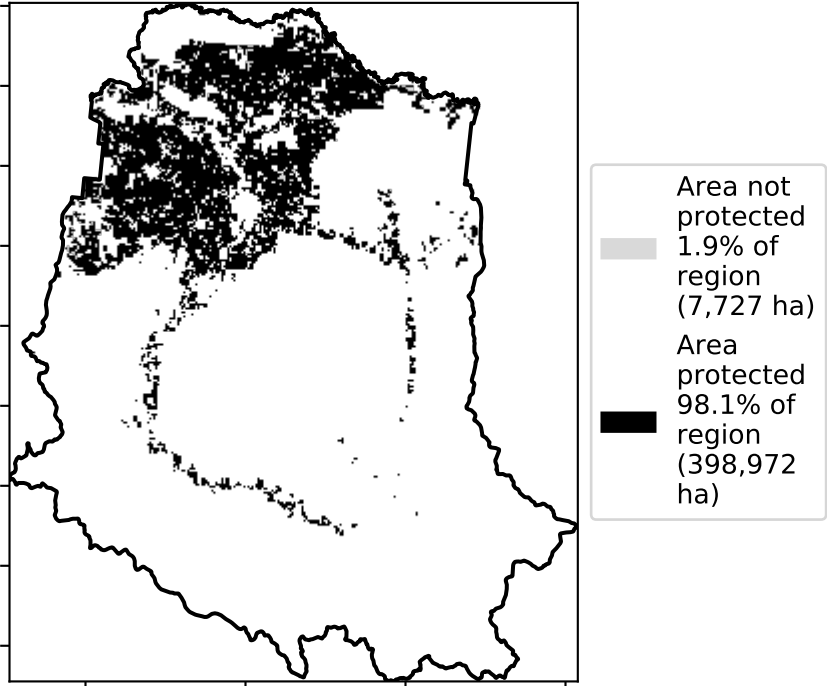 Area not
protected
1.9% of
region
(7,727 ha)
Area
protected
98.1% of
region
(398,972
ha)